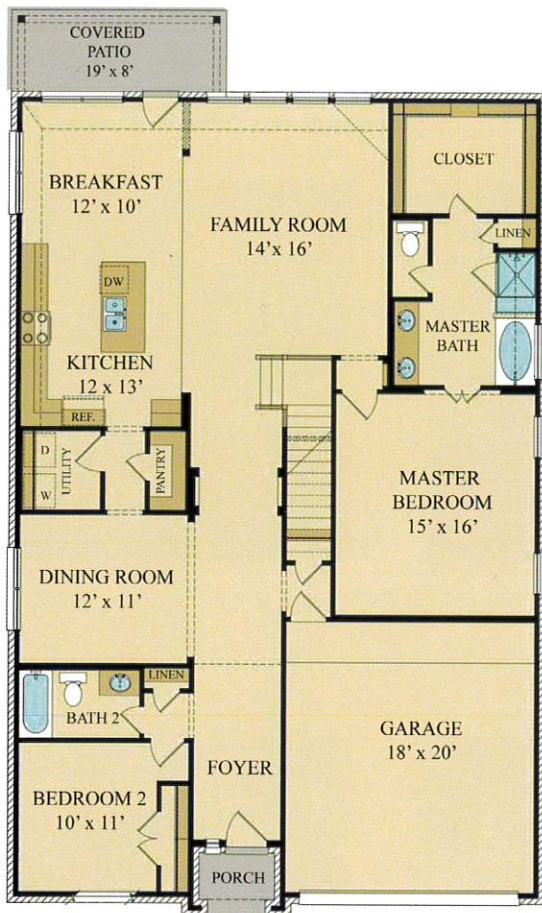 COVERED
PATIO
19' x 8'
BREAKFAST
12' x 10'
FAMILY ROOM
14' x 16'
CLOSET
LINEN
DW
MASTER
BATH
KITCHEN
12 x 13'
REF.
D
W
UTILITY
PANTRY
MASTER
BEDROOM
15' x 16'
DINING ROOM
12' x 11'
LINEN
BATH 2
GARAGE
18' x 20'
FOYER
BEDROOM 2
10' x 11'
PORCH